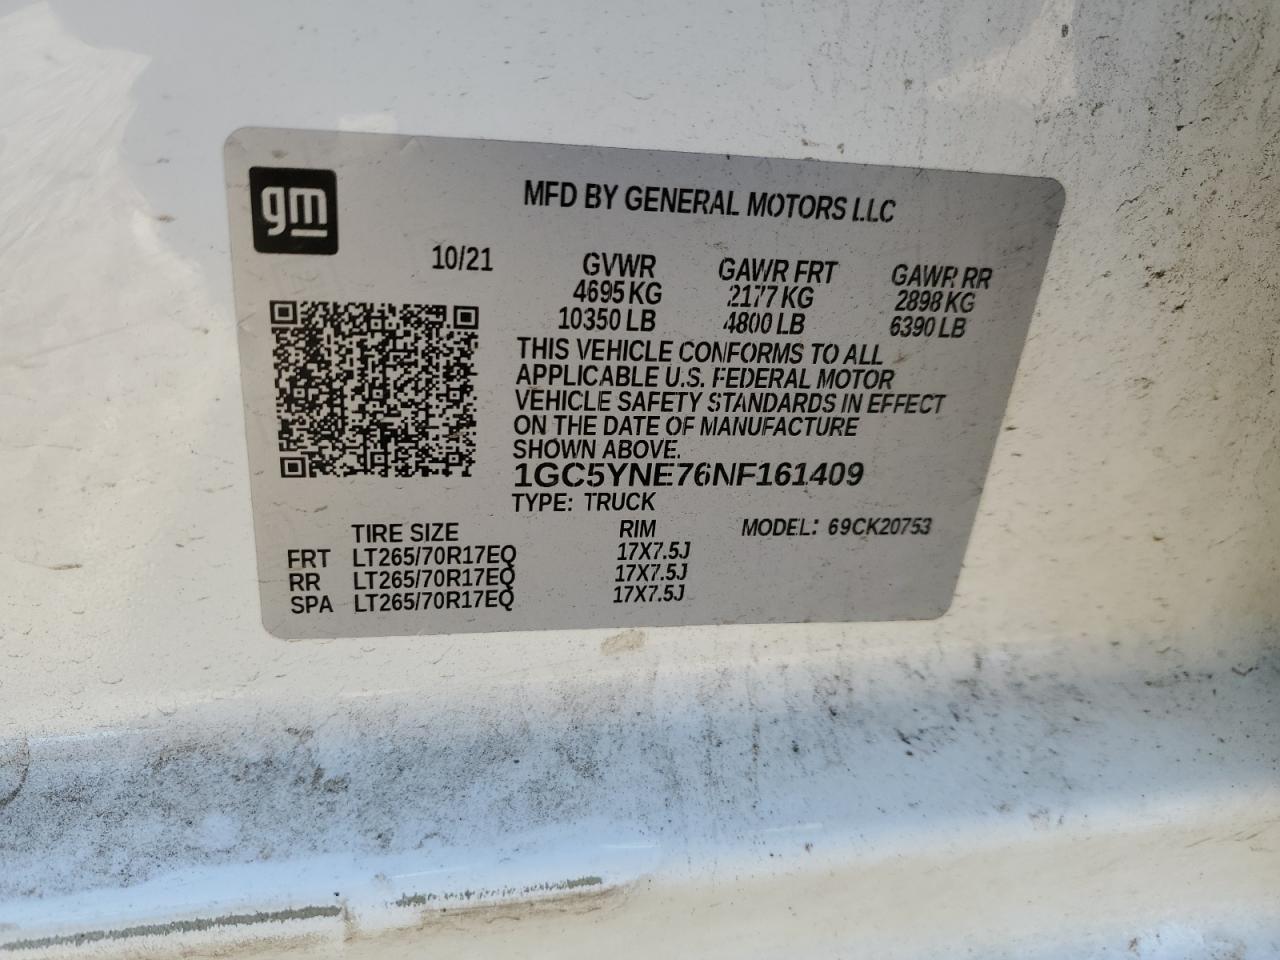 gm
MFD BY GENERAL MOTORS LLC
10/21 GVWR GAWR FRT GAWR RR
4695 KG 2177 KG 2898 KG
10350 LB 4800 LB 6390 LB
THIS VEHICLE CONFORMS TO ALL
APPLICABLE U.S. FEDERAL MOTOR
VEHICLE SAFETY STANDARDS IN EFFECT
ON THE DATE OF MANUFACTURE
SHOWN ABOVE.
1GC5YNE76NF161409
TYPE: TRUCK
TIRE SIZE RIM MODEL: 69CK20753
FRT LT265/70R17EQ 17X7.5J
RR LT265/70R17EQ 17X7.5J
SPA LT265/70R17EQ 17X7.5J